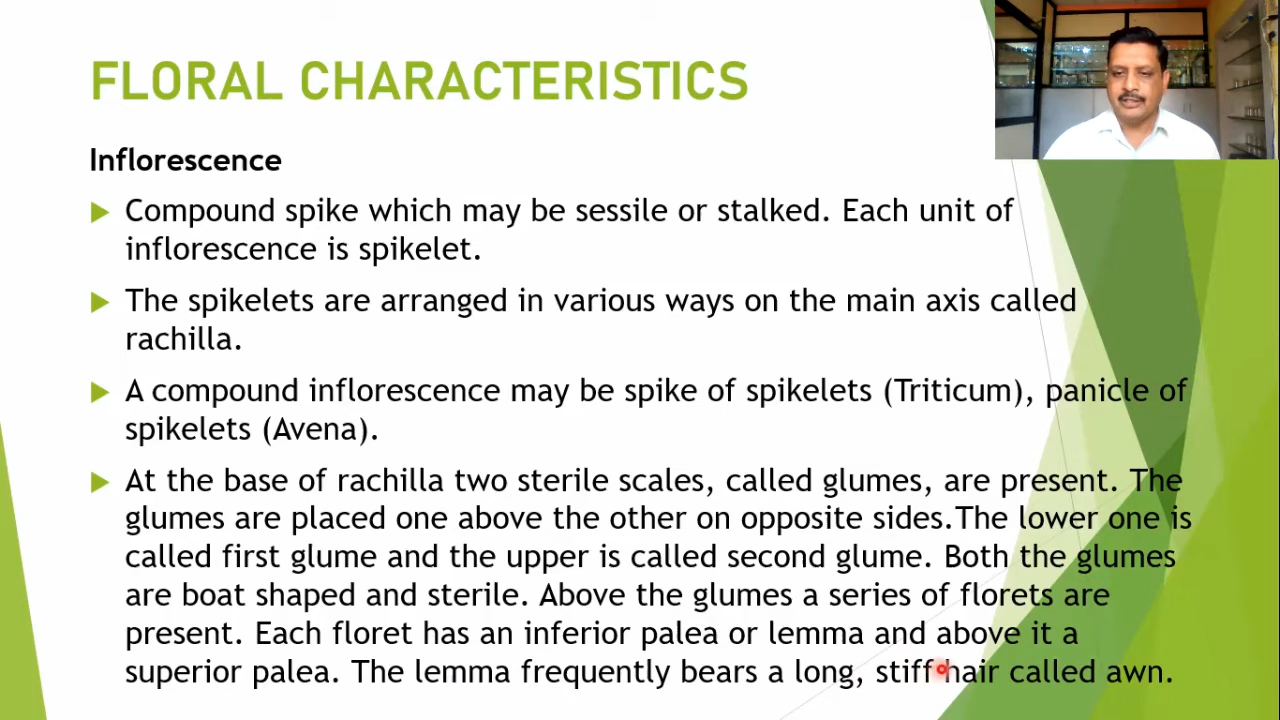 FLORAL CHARACTERISTICS
Inflorescence
Compound spike which may be sessile or stalked. Each unit of
inflorescence is spikelet.
The spikelets are arranged in various ways on the main axis called
rachilla.
A compound inflorescence may be spike of spikelets (Triticum), panicle of
spikelets (Avena).
At the base of rachilla two sterile scales, called glumes, are present. The
glumes are placed one above the other on opposite sides.The lower one is
called first glume and the upper is called second glume. Both the glumes
are boat shaped and sterile. Above the glumes a series of florets are
present. Each floret has an inferior palea or lemma and above it a
superior palea. The lemma frequently bears a long, stiff hair called awn.